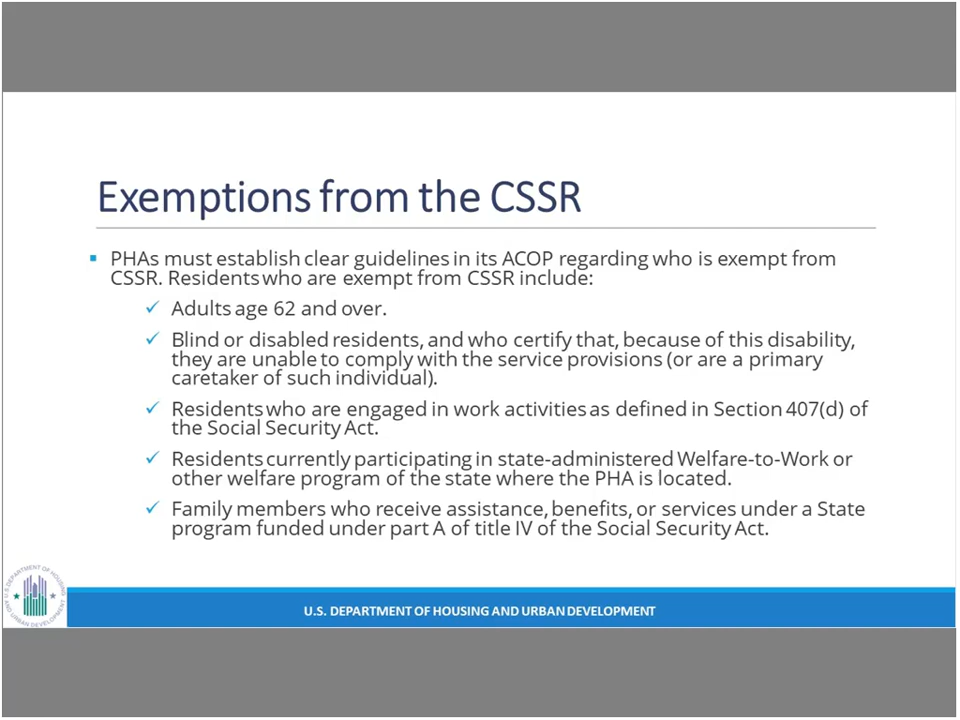 Exemptions from the CSSR
PHAs must establish clear guidelines in its ACOP regarding who is exempt from
CSSR. Residents who are exempt from CSSR include:
Adults age 62 and over.
Blind or disabled residents, and who certify that, because of this disability,
they are unable to comply with the service provisions (or are a primary
caretaker of such individual).
Residents who are engaged in work activities as defined in Section 407(d) of
the Social Security Act.
Residents currently participating in state-administered Welfare-to-Work or
other welfare program of the state where the PHA is located.
Family members who receive assistance, benefits, or services under a State
program funded under part A of title IV of the Social Security Act.
U.S. DEPARTMENT OF HOUSING AND URBAN DEVELOPMENT
U.S. DEPARTMENT OF HOUSING AND URBAN DEVELOPMENT